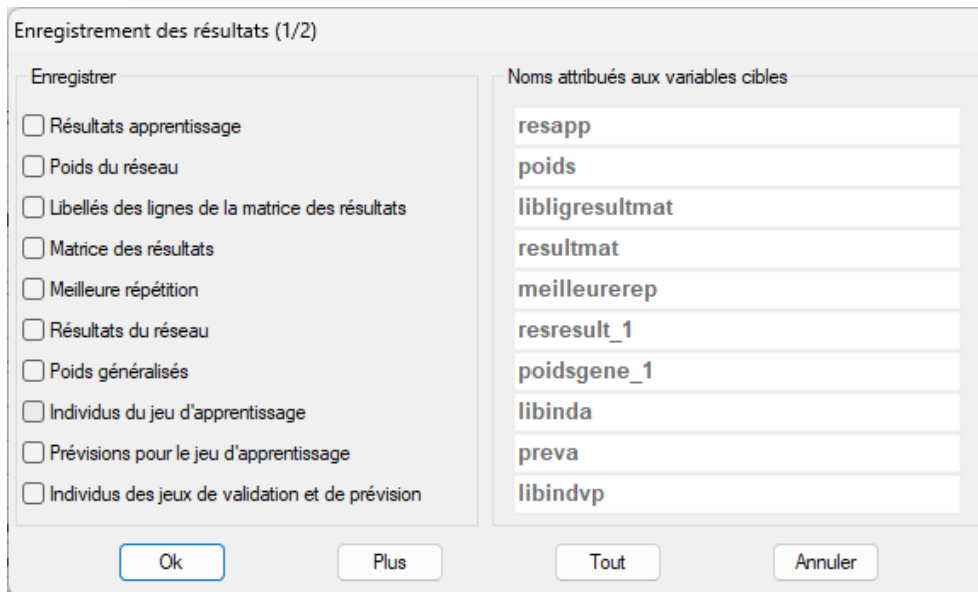 Enregistrement des résultats (1/2)
Enregistrer
Noms attribués aux variables cibles
Résultats apprentissage
resapp
Poids du réseau
poids
Libellés des lignes de la matrice des résultats
libligresultmat
Matrice des résultats
resultmat
Meilleure répétition
meilleurerep
Résultats du réseau
resresult_1
Poids généralisés
poidsgene_1
Individus du jeu d'apprentissage
libinda
Prévisions pour le jeu d'apprentissage
preva
Individus des jeux de validation et de prévision
libindvp
Ok
Plus
Tout
Annuler